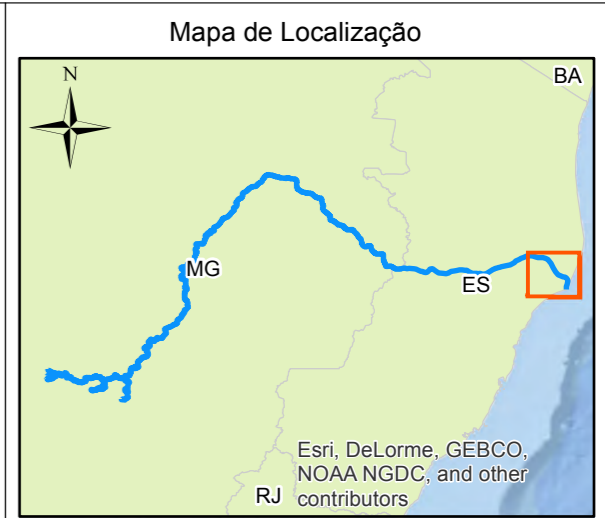 Mapa de Localização
N
BA
MG
ES
Esri, DeLorme, GEBCO,
NOAA NGDC, and other
RJ contributors